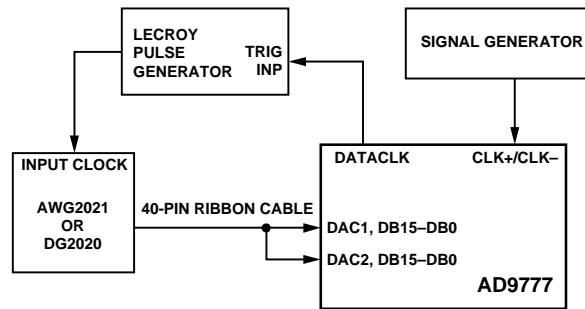 LECROY
PULSE
GENERATOR
TRIG
INP
SIGNAL GENERATOR
INPUT CLOCK
AWG2021
OR
DG2020
40-PIN RIBBON CABLE
DATACLK
CLK+/CLK–
DAC1, DB15–DB0
DAC2, DB15–DB0
AD9777